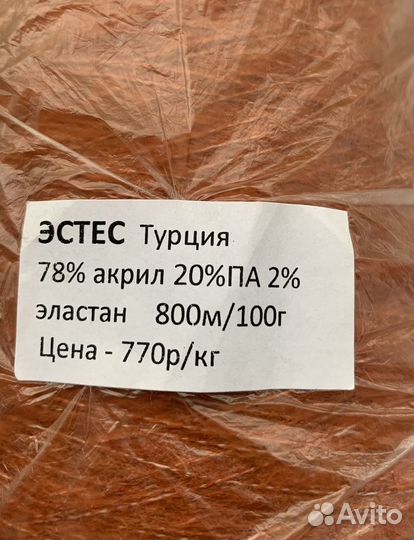 ЭСТЕС Турция
78% акрил 20%ПА 2%
эластан 800м/100г
Цена - 770р/кг
Avito